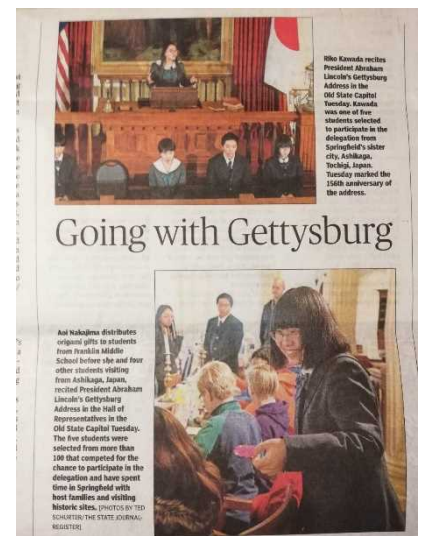 Riko Kawada recites
President Abraham
Lincoln's Gettysburg
Address in the
Old State Capitol
Tuesday. Kawada
was one of five
students selected
to participate in the
delegation from
Springfield's sister
city, Ashikaga,
Tochigi, Japan.
Tuesday marked the
156th anniversary of
the address.
Going with Gettysburg
Aoi Nakajima distributes
origami gifts to students
from Franklin Middle
School before she and four
other students visiting
from Ashikaga, Japan,
recited President Abraham
Lincoln's Gettysburg
Address in the Hall of
Representatives in the
Old State Capitol Tuesday.
The five students were
selected from more than
100 that competed for the
chance to participate in the
delegation and have spent
time in Springfield with
host families and visiting
historic sites. [PHOTOS BY TED
SCHURTER/THE STATE JOURNAL-
REGISTER]